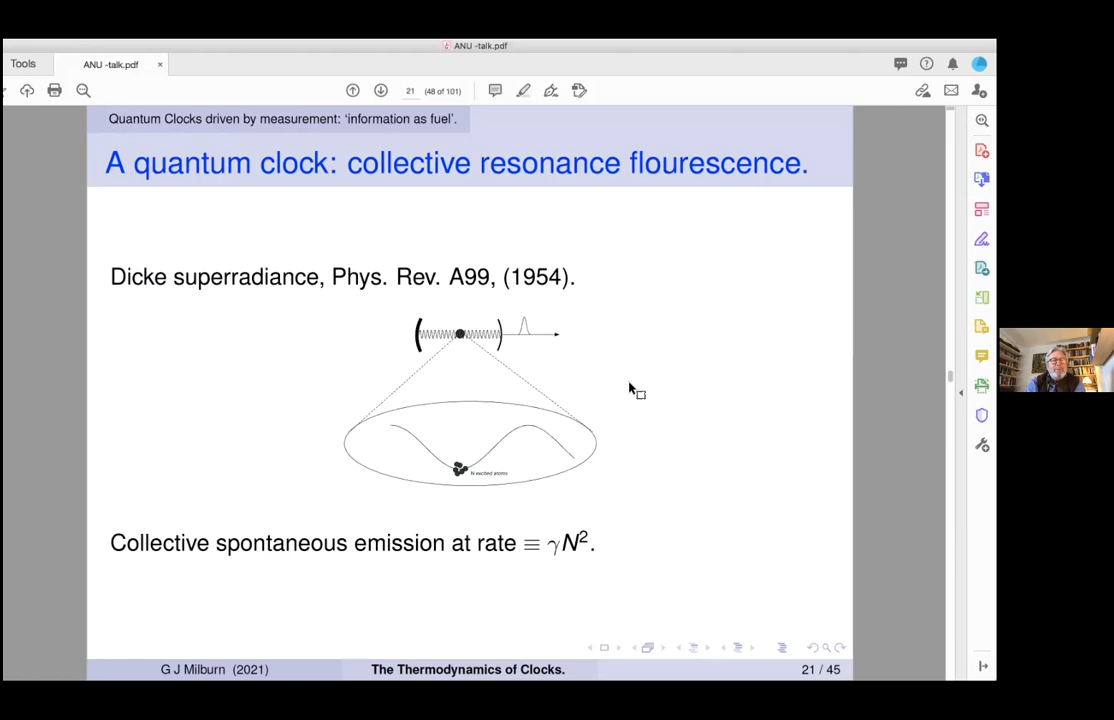 ANU -talk.pdf
Tools
ANU -talk.pdf ×
21 (48 of 101)
Quantum Clocks driven by measurement: ‘information as fuel’.
A quantum clock: collective resonance flourescence.
Dicke superradiance, Phys. Rev. A99, (1954).
N excited atoms
Collective spontaneous emission at rate ≡ γN².
G J Milburn (2021)
The Thermodynamics of Clocks.
21 / 45